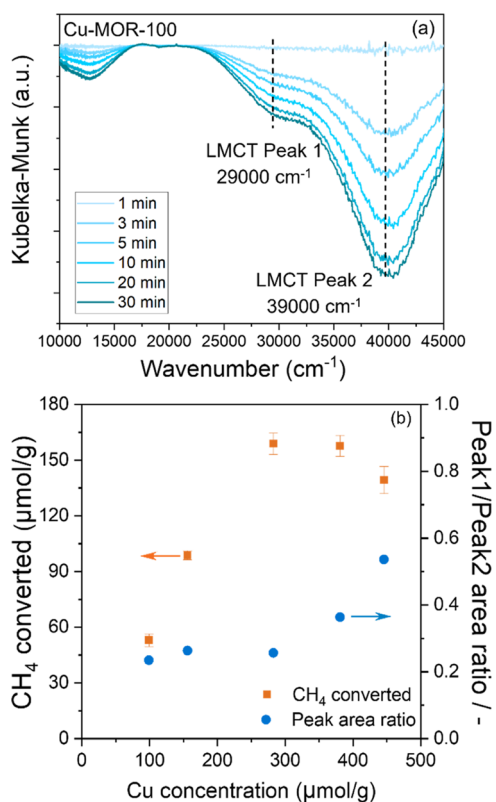 Cu-MOR-100
(a)
Kubelka-Munk (a.u.)
LMCT Peak 1
29000 cm⁻¹
1 min
3 min
5 min
10 min
20 min
30 min
LMCT Peak 2
39000 cm⁻¹
10000 15000 20000 25000 30000 35000 40000 45000
Wavenumber (cm⁻¹)
(b)
180
150
120
90
60
30
0
CH₄ converted (µmol/g)
1.0
0.8
0.6
0.4
0.2
0.0
Peak1/Peak2 area ratio / -
CH₄ converted
Peak area ratio
0 100 200 300 400 500
Cu concentration (µmol/g)